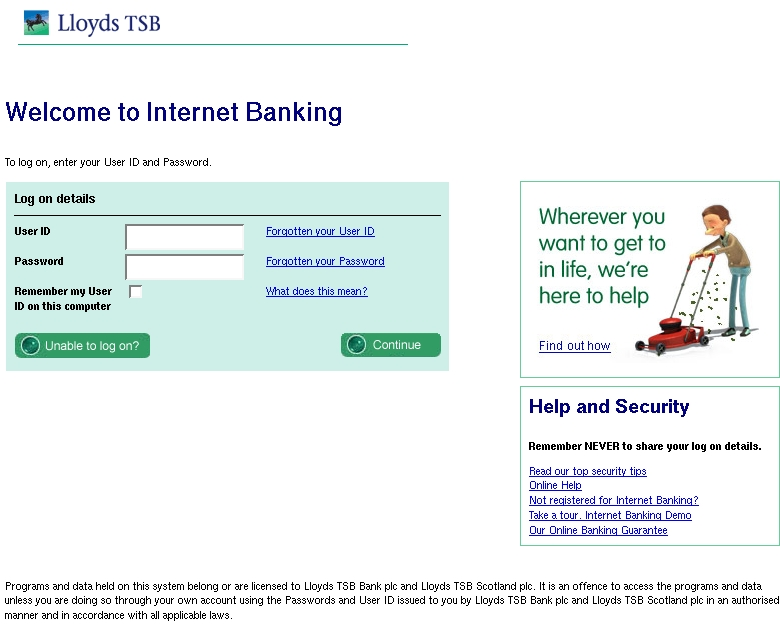 Lloyds TSB
Welcome to Internet Banking
To log on, enter your User ID and Password.
Log on details
User ID
Forgotten your User ID
Password
Forgotten your Password
Remember my User
ID on this computer
What does this mean?
Unable to log on?
Continue
Wherever you
want to get to
in life, we're
here to help
Find out how
Help and Security
Remember NEVER to share your log on details.
Read our top security tips
Online Help
Not registered for Internet Banking?
Take a tour. Internet Banking Demo
Our Online Banking Guarantee
Programs and data held on this system belong or are licensed to Lloyds TSB Bank plc and Lloyds TSB Scotland plc. It is an offence to access the programs and data
unless you are doing so through your own account using the Passwords and User ID issued to you by Lloyds TSB Bank plc and Lloyds TSB Scotland plc in an authorised
manner and in accordance with all applicable laws.